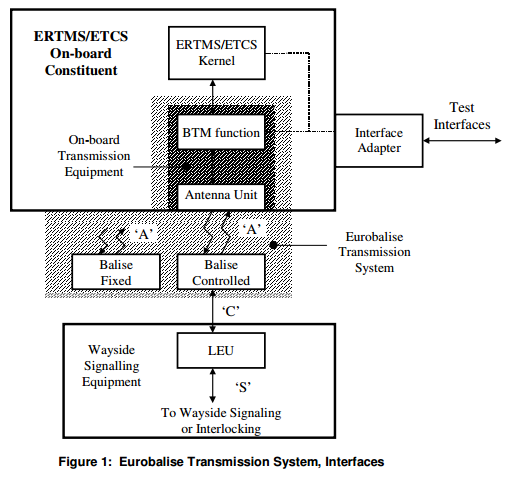 ERTMS/ETCS
On-board
Constituent
ERTMS/ETCS
Kernel
BTM function
On-board
Transmission
Equipment
Antenna Unit
Interface
Adapter
Test
Interfaces
‘A’
‘A’
Balise
Fixed
Balise
Controlled
Eurobalise
Transmission
System
‘C’
Wayside
Signalling
Equipment
LEU
‘S’
To Wayside Signaling
or Interlocking
Figure 1: Eurobalise Transmission System, Interfaces